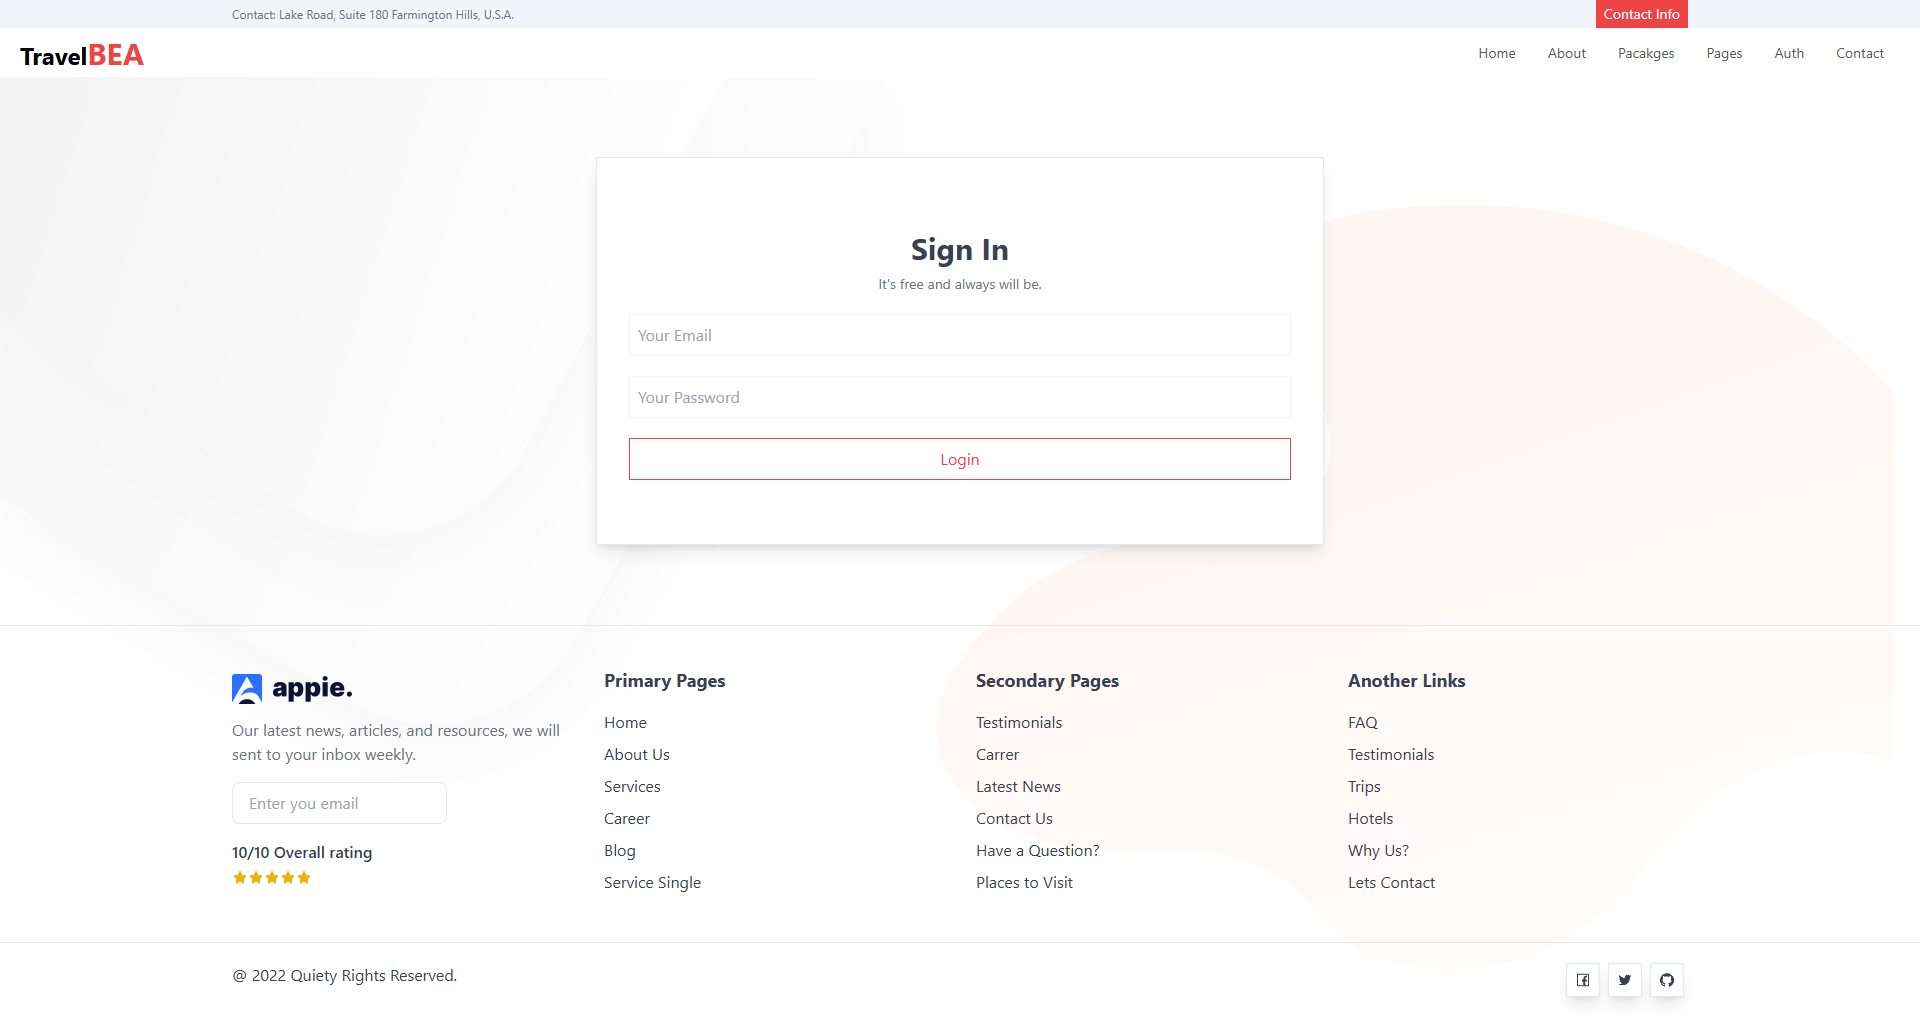 Contact: Lake Road, Suite 180 Farmington Hills, U.S.A.
Contact Info
TravelBEA
Home
About
Pacakges
Pages
Auth
Contact
Sign In
It's free and always will be.
Your Email
Your Password
Login
appie.
Our latest news, articles, and resources, we will
sent to your inbox weekly.
Enter you email
10/10 Overall rating
Primary Pages
Home
About Us
Services
Career
Blog
Service Single
Secondary Pages
Testimonials
Carrer
Latest News
Contact Us
Have a Question?
Places to Visit
Another Links
FAQ
Testimonials
Trips
Hotels
Why Us?
Lets Contact
@ 2022 Quiety Rights Reserved.